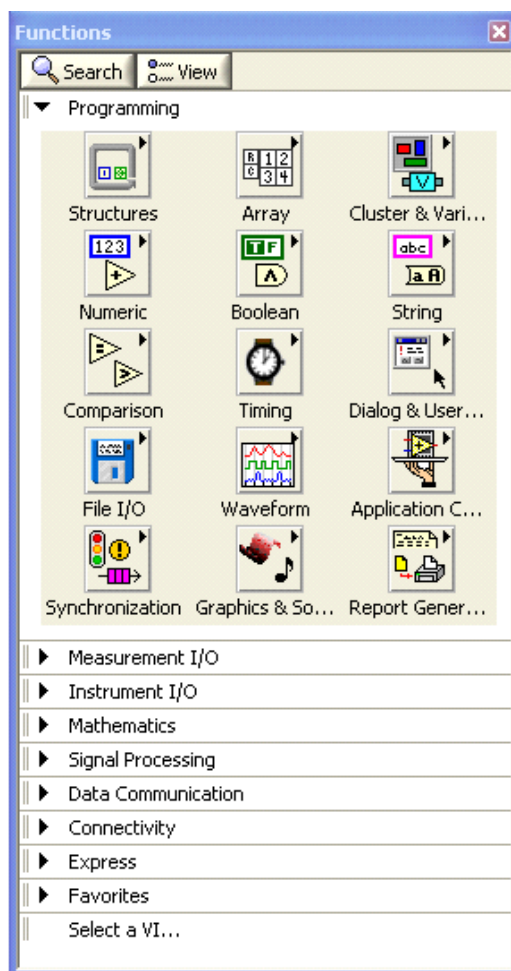 Functions
Search View
Programming
Structures Array Cluster & Vari...
Numeric Boolean String
Comparison Timing Dialog & User...
File I/O Waveform Application C...
Synchronization Graphics & So... Report Gener...
Measurement I/O
Instrument I/O
Mathematics
Signal Processing
Data Communication
Connectivity
Express
Favorites
Select a VI...